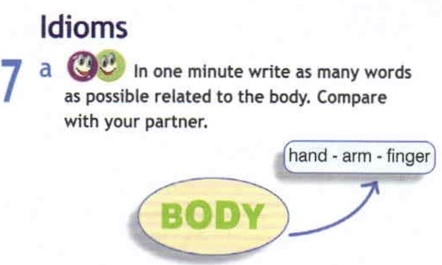 Idioms
7 a In one minute write as many words
as possible related to the body. Compare
with your partner.
hand - arm - finger
BODY